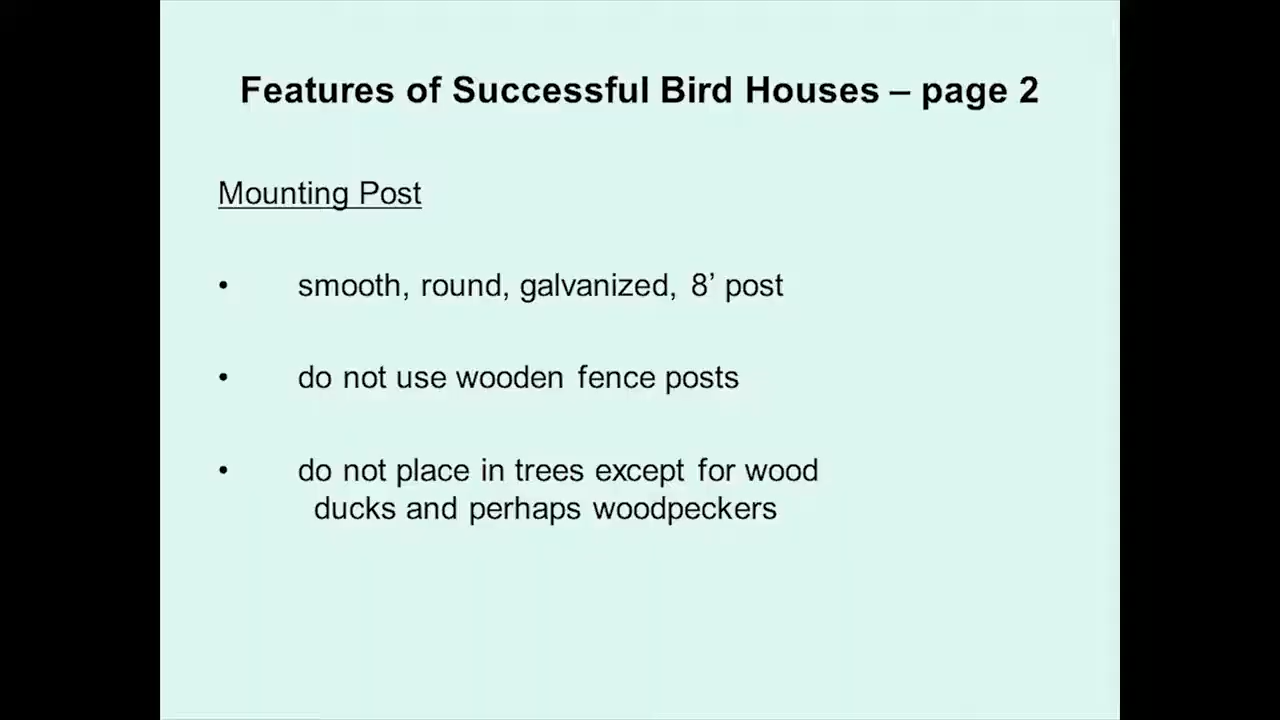 Features of Successful Bird Houses – page 2
Mounting Post
• smooth, round, galvanized, 8’ post
• do not use wooden fence posts
• do not place in trees except for wood
ducks and perhaps woodpeckers